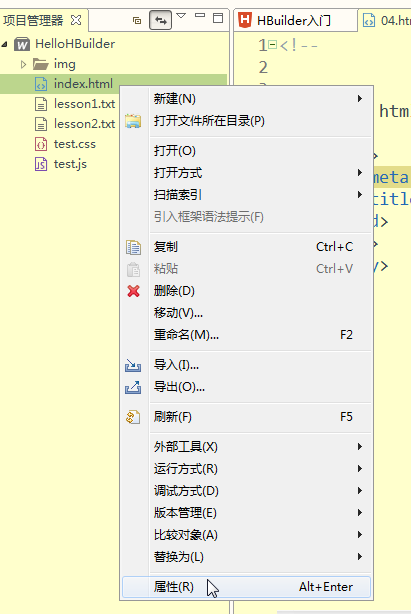 项目管理器
HBuilder入门
04.ht
HelloHBuilder
img
index.html
lesson1.txt
lesson2.txt
test.css
test.js
1
<!--
2
htm
>
meta
title
d>
>
y>
新建(N)
打开文件所在目录(P)
打开(O)
打开方式
扫描索引
引入框架语法提示(F)
复制 Ctrl+C
粘贴 Ctrl+V
删除(D)
移动(V)...
重命名(M)... F2
导入(I)...
导出(O)...
刷新(F) F5
外部工具(X)
运行方式(R)
调试方式(D)
版本管理(E)
比较对象(A)
替换为(L)
属性(R) Alt+Enter